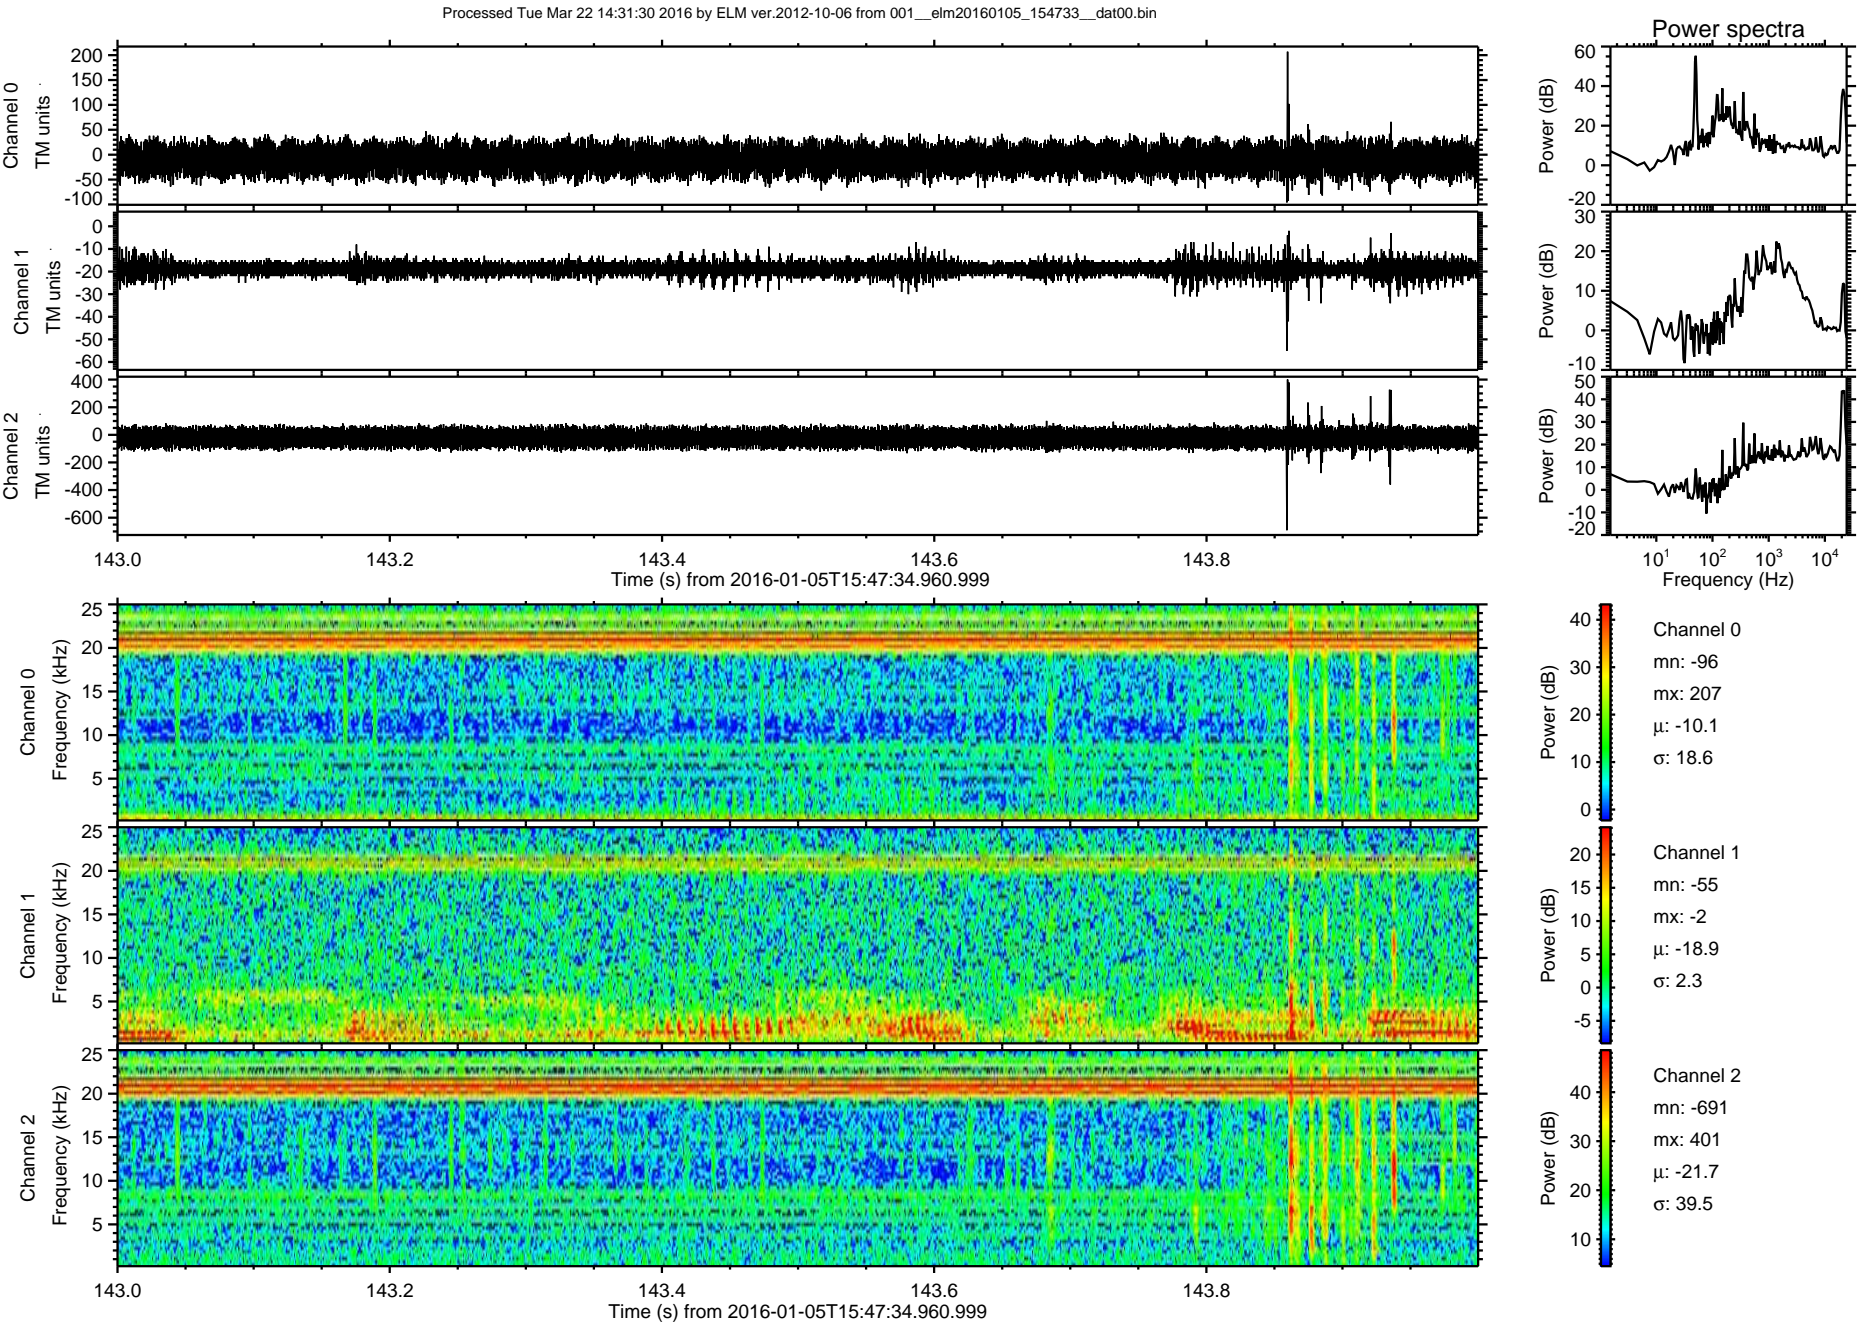 Processed Tue Mar 22 14:31:30 2016 by ELM ver.2012-10-06 from 001__elm20160105_154733__dat00.bin
Power spectra
Channel 0
TM units
200
150
100
50
0
-50
-100
Power (dB)
60
40
20
0
-20
Channel 1
TM units
0
-10
-20
-30
-40
-50
-60
Power (dB)
30
20
10
0
-10
Channel 2
TM units
400
200
0
-200
-400
-600
Power (dB)
50
40
30
20
10
0
-10
-20
143.0 143.2 143.4 143.6 143.8
Time (s) from 2016-01-05T15:47:34.960.999
10¹ 10² 10³ 10⁴
Frequency (Hz)
Channel 0
Frequency (kHz)
25
20
15
10
5
Power (dB)
40
30
20
10
0
Channel 0
mn: -96
mx: 207
μ: -10.1
σ: 18.6
Channel 1
Frequency (kHz)
25
20
15
10
5
Power (dB)
20
15
10
5
0
-5
Channel 1
mn: -55
mx: -2
μ: -18.9
σ: 2.3
Channel 2
Frequency (kHz)
25
20
15
10
5
Power (dB)
40
30
20
10
Channel 2
mn: -691
mx: 401
μ: -21.7
σ: 39.5
143.0 143.2 143.4 143.6 143.8
Time (s) from 2016-01-05T15:47:34.960.999